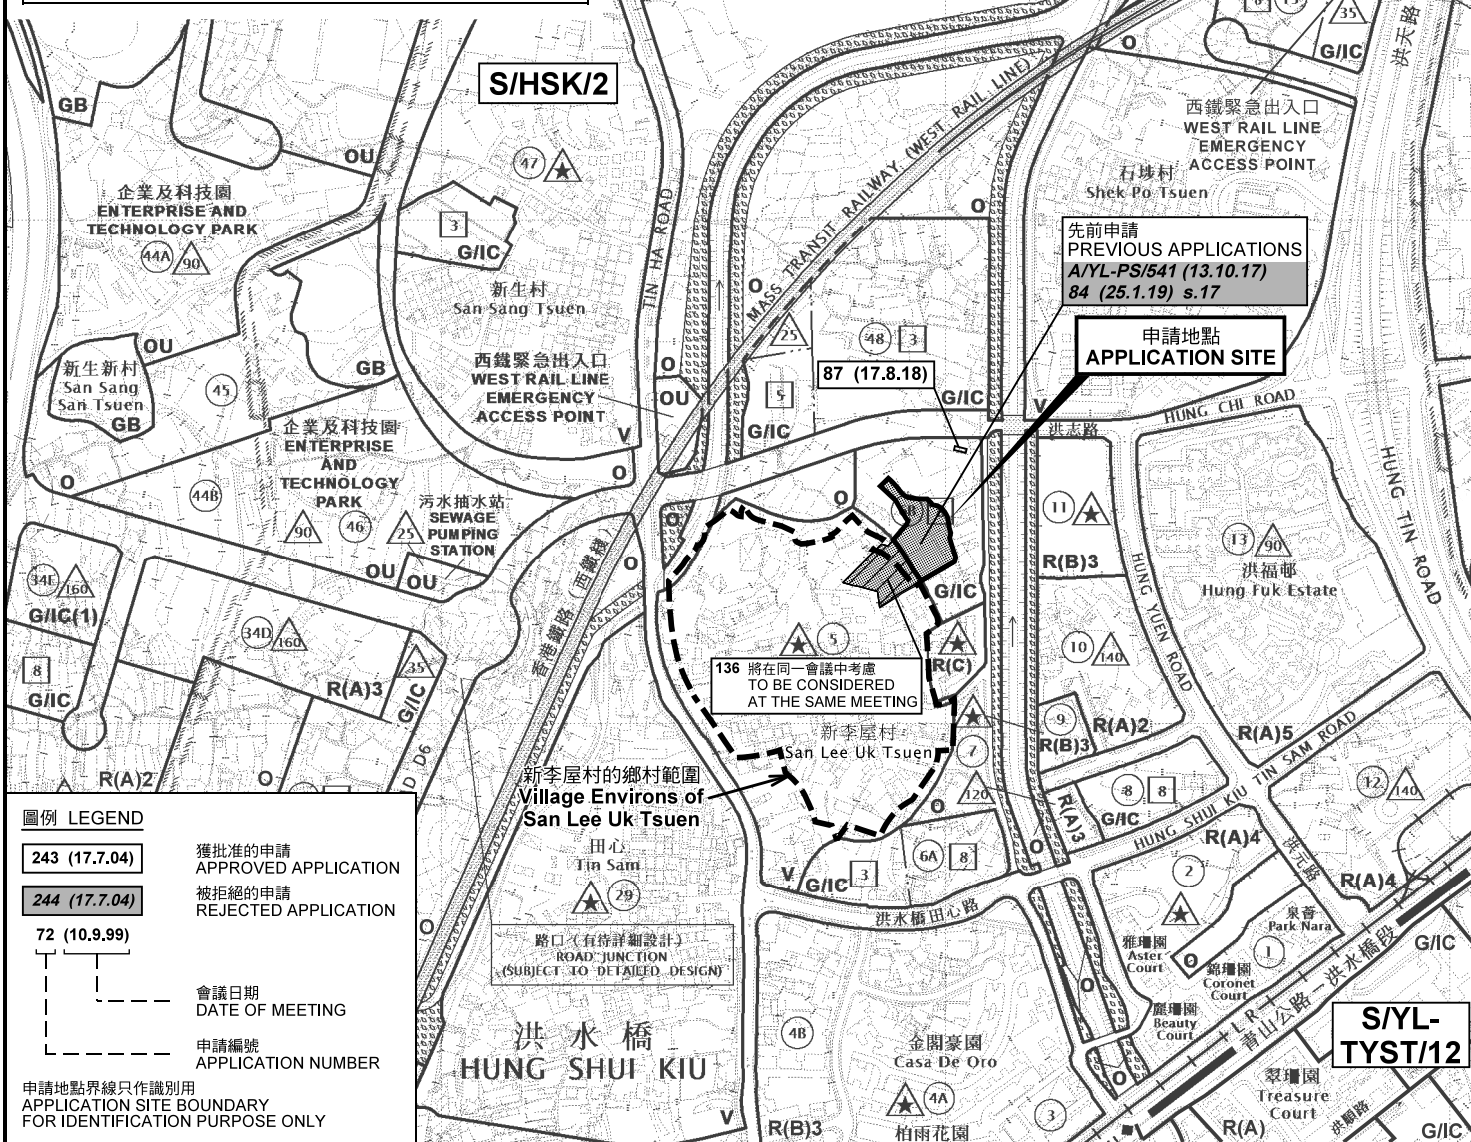 35
G/IC
洪天路
O
S/HSK/2
GB
OU
47
西鐵緊急出入口
WEST RAIL LINE
EMERGENCY
ACCESS POINT
石埗村
Shek Po Tsuen
企業及科技園
ENTERPRISE AND
TECHNOLOGY PARK
44A
90
3
G/IC
新生村
San Sang Tsuen
TIN HA ROAD
MASS TRANSIT RAILWAY (WEST RAIL LINE)
O
O
先前申請
PREVIOUS APPLICATIONS
A/YL-PS/541 (13.10.17)
84 (25.1.19) s.17
申請地點
APPLICATION SITE
25
48
3
87 (17.8.18)
5
G/IC
G/IC
V
HUNG CHI ROAD
洪志路
OU
新生新村
San Sang
San Tsuen
GB
45
GB
西鐵緊急出入口
WEST RAIL LINE
EMERGENCY
ACCESS POINT
O
OU
V
O
企業及科技園
ENTERPRISE
AND
TECHNOLOGY
PARK
O
44B
90
46
25
污水抽水站
SEWAGE
PUMPING
STATION
OU
OU
O
O
O
香港鐵路(西鐵綫)
11
R(B)3
13
90
洪福邨
Hung Fuk Estate
HUNG TIN ROAD
HUNG YUEN ROAD
34E
160
G/IC(1)
34D
160
8
G/IC
R(A)3
35
G/IC
G/IC
5
R(C)
10
140
136 將在同一會議中考慮
TO BE CONSIDERED
AT THE SAME MEETING
新李屋村
San Lee Uk Tsuen
7
9
R(B)3
R(A)2
R(A)5
HUNG SHUI KIU TIN SAM ROAD
12
140
R(A)2
O
ROAD D6
新李屋村的鄉村範圍
Village Environs of
San Lee Uk Tsuen
120
O
R(A)3
8
8
G/IC
田心
Tin Sam
29
V
G/IC
3
6A
8
O
R(A)4
洪元路
R(A)4
2
洪水橋田心路
圖例 LEGEND
243 (17.7.04)
獲批准的申請
APPROVED APPLICATION
244 (17.7.04)
被拒絕的申請
REJECTED APPLICATION
72 (10.9.99)
會議日期
DATE OF MEETING
申請編號
APPLICATION NUMBER
申請地點界線只作識別用
APPLICATION SITE BOUNDARY
FOR IDENTIFICATION PURPOSE ONLY
O
路口(有待詳細設計)
ROAD JUNCTION
(SUBJECT TO DETAILED DESIGN)
洪水橋
HUNG SHUI KIU
V
4B
R(B)3
金閣豪園
Casa De Oro
4A
柏雨花園
3
O
O
雅珊園
Aster
Court
O
錦珊園
Coronet
Court
麗珊園
Beauty
Court
泉薈
Park Nara
1
G/IC
L R
青山公路－洪水橋段
S/YL-
TYST/12
翠珊園
Treasure
Court
洪順路
R(A)
G/IC